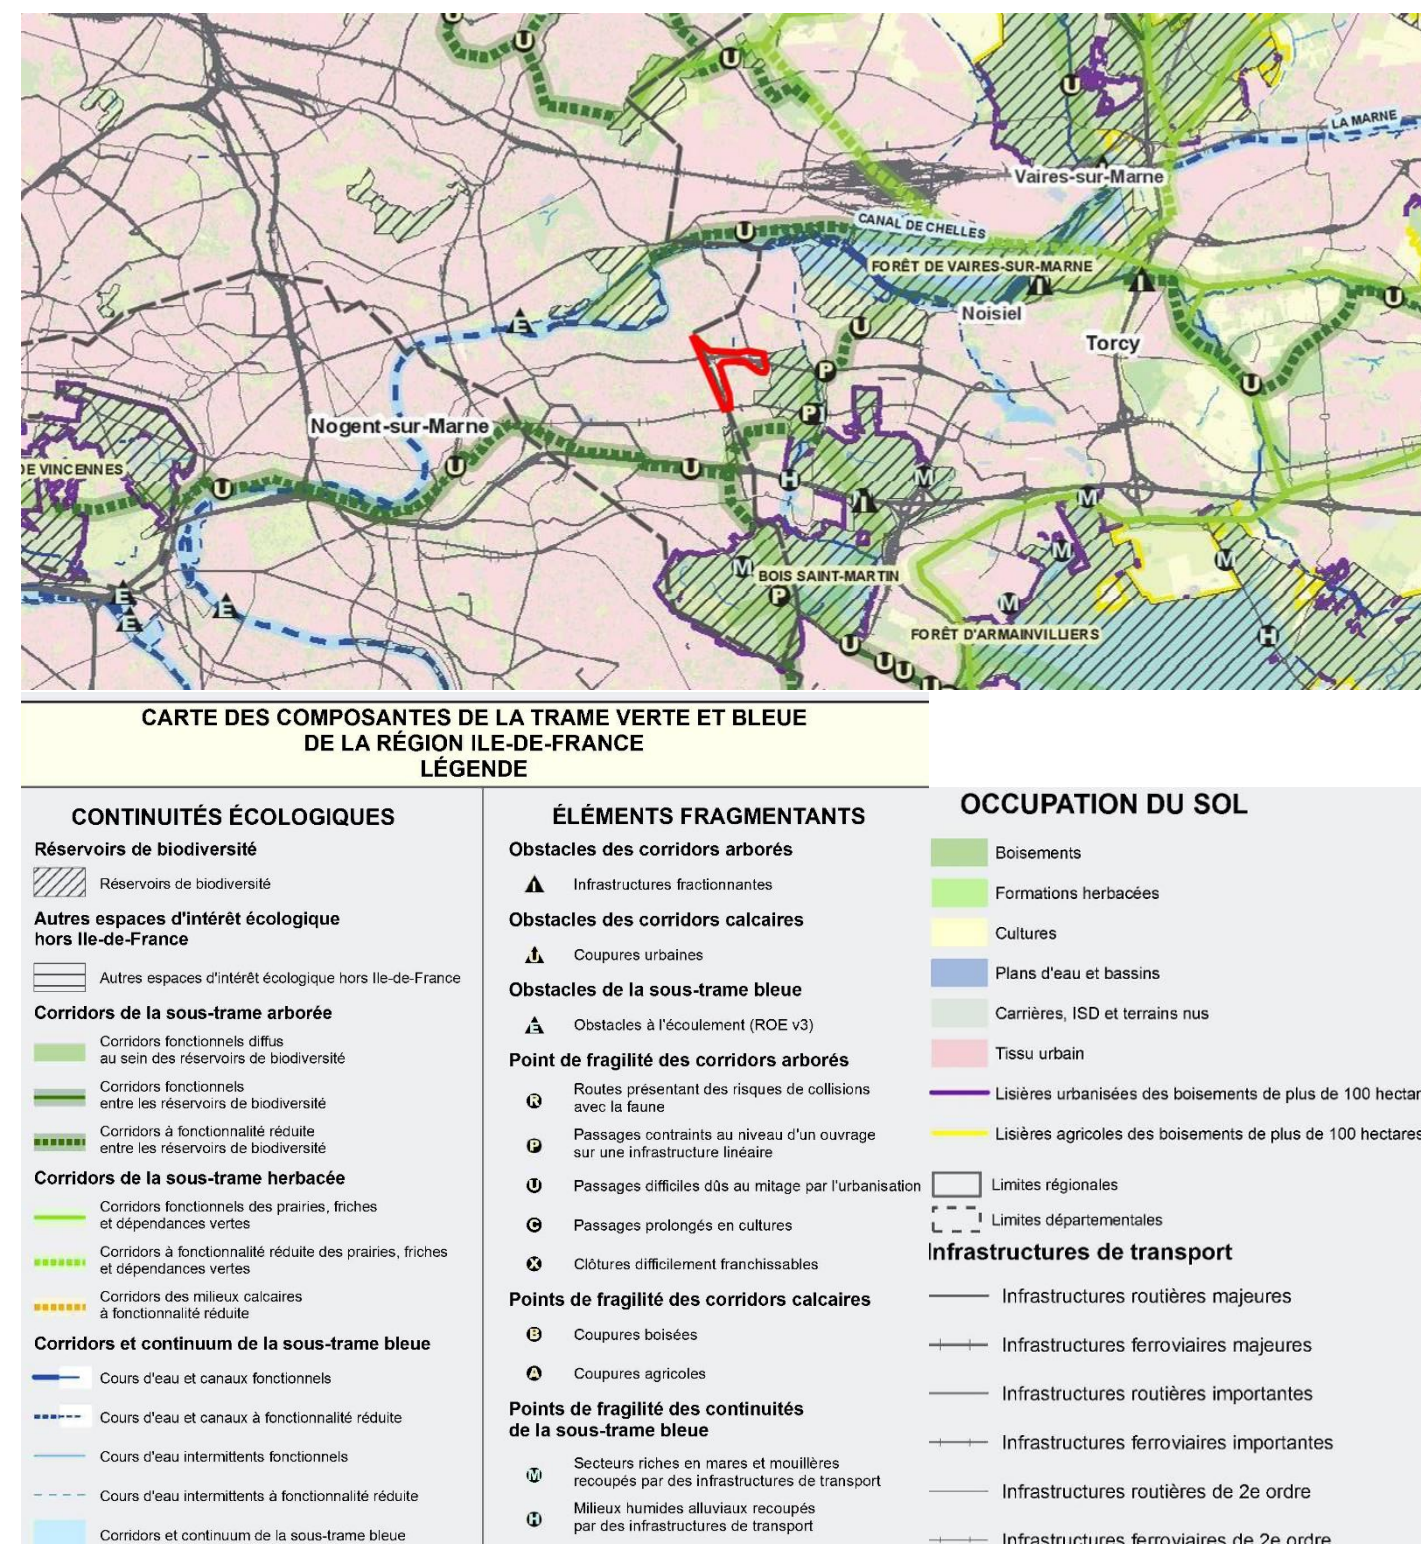 U
U
U
U
LA MARNE
Vaires-sur-Marne
CANAL DE CHELLES
U
FORÊT DE VAIRES-SUR-MARNE
I
I
U
Noisiel
E
U
Torcy
P
U
P
I
Nogent-sur-Marne
DE VINCENNES
U
U
U
H
M
M
I
M
BOIS SAINT-MARTIN
P
M
M
M
E
E
E
FORÊT D'ARMAINVILLIERS
H
U
U
U
U
CARTE DES COMPOSANTES DE LA TRAME VERTE ET BLEUE
DE LA RÉGION ILE-DE-FRANCE
LÉGENDE
CONTINUITÉS ÉCOLOGIQUES
Réservoirs de biodiversité
Réservoirs de biodiversité
Autres espaces d'intérêt écologique
hors Ile-de-France
Autres espaces d'intérêt écologique hors Ile-de-France
Corridors de la sous-trame arborée
Corridors fonctionnels diffus
au sein des réservoirs de biodiversité
Corridors fonctionnels
entre les réservoirs de biodiversité
Corridors à fonctionnalité réduite
entre les réservoirs de biodiversité
Corridors de la sous-trame herbacée
Corridors fonctionnels des prairies, friches
et dépendances vertes
Corridors à fonctionnalité réduite des prairies, friches
et dépendances vertes
Corridors des milieux calcaires
à fonctionnalité réduite
Corridors et continuum de la sous-trame bleue
Cours d'eau et canaux fonctionnels
Cours d'eau et canaux à fonctionnalité réduite
Cours d'eau intermittents fonctionnels
Cours d'eau intermittents à fonctionnalité réduite
Corridors et continuum de la sous-trame bleue
ÉLÉMENTS FRAGMENTANTS
Obstacles des corridors arborés
I Infrastructures fractionnantes
Obstacles des corridors calcaires
U Coupures urbaines
Obstacles de la sous-trame bleue
E Obstacles à l'écoulement (ROE v3)
Point de fragilité des corridors arborés
R Routes présentant des risques de collisions
avec la faune
P Passages contraints au niveau d'un ouvrage
sur une infrastructure linéaire
U Passages difficiles dûs au mitage par l'urbanisation
C Passages prolongés en cultures
X Clôtures difficilement franchissables
Points de fragilité des corridors calcaires
B Coupures boisées
A Coupures agricoles
Points de fragilité des continuités
de la sous-trame bleue
M Secteurs riches en mares et mouillères
recoupés par des infrastructures de transport
H Milieux humides alluviaux recoupés
par des infrastructures de transport
OCCUPATION DU SOL
Boisements
Formations herbacées
Cultures
Plans d'eau et bassins
Carrières, ISD et terrains nus
Tissu urbain
Lisières urbanisées des boisements de plus de 100 hectar
Lisières agricoles des boisements de plus de 100 hectares
Limites régionales
Limites départementales
Infrastructures de transport
Infrastructures routières majeures
Infrastructures ferroviaires majeures
Infrastructures routières importantes
Infrastructures ferroviaires importantes
Infrastructures routières de 2e ordre
Infrastructures ferroviaires de 2e ordre